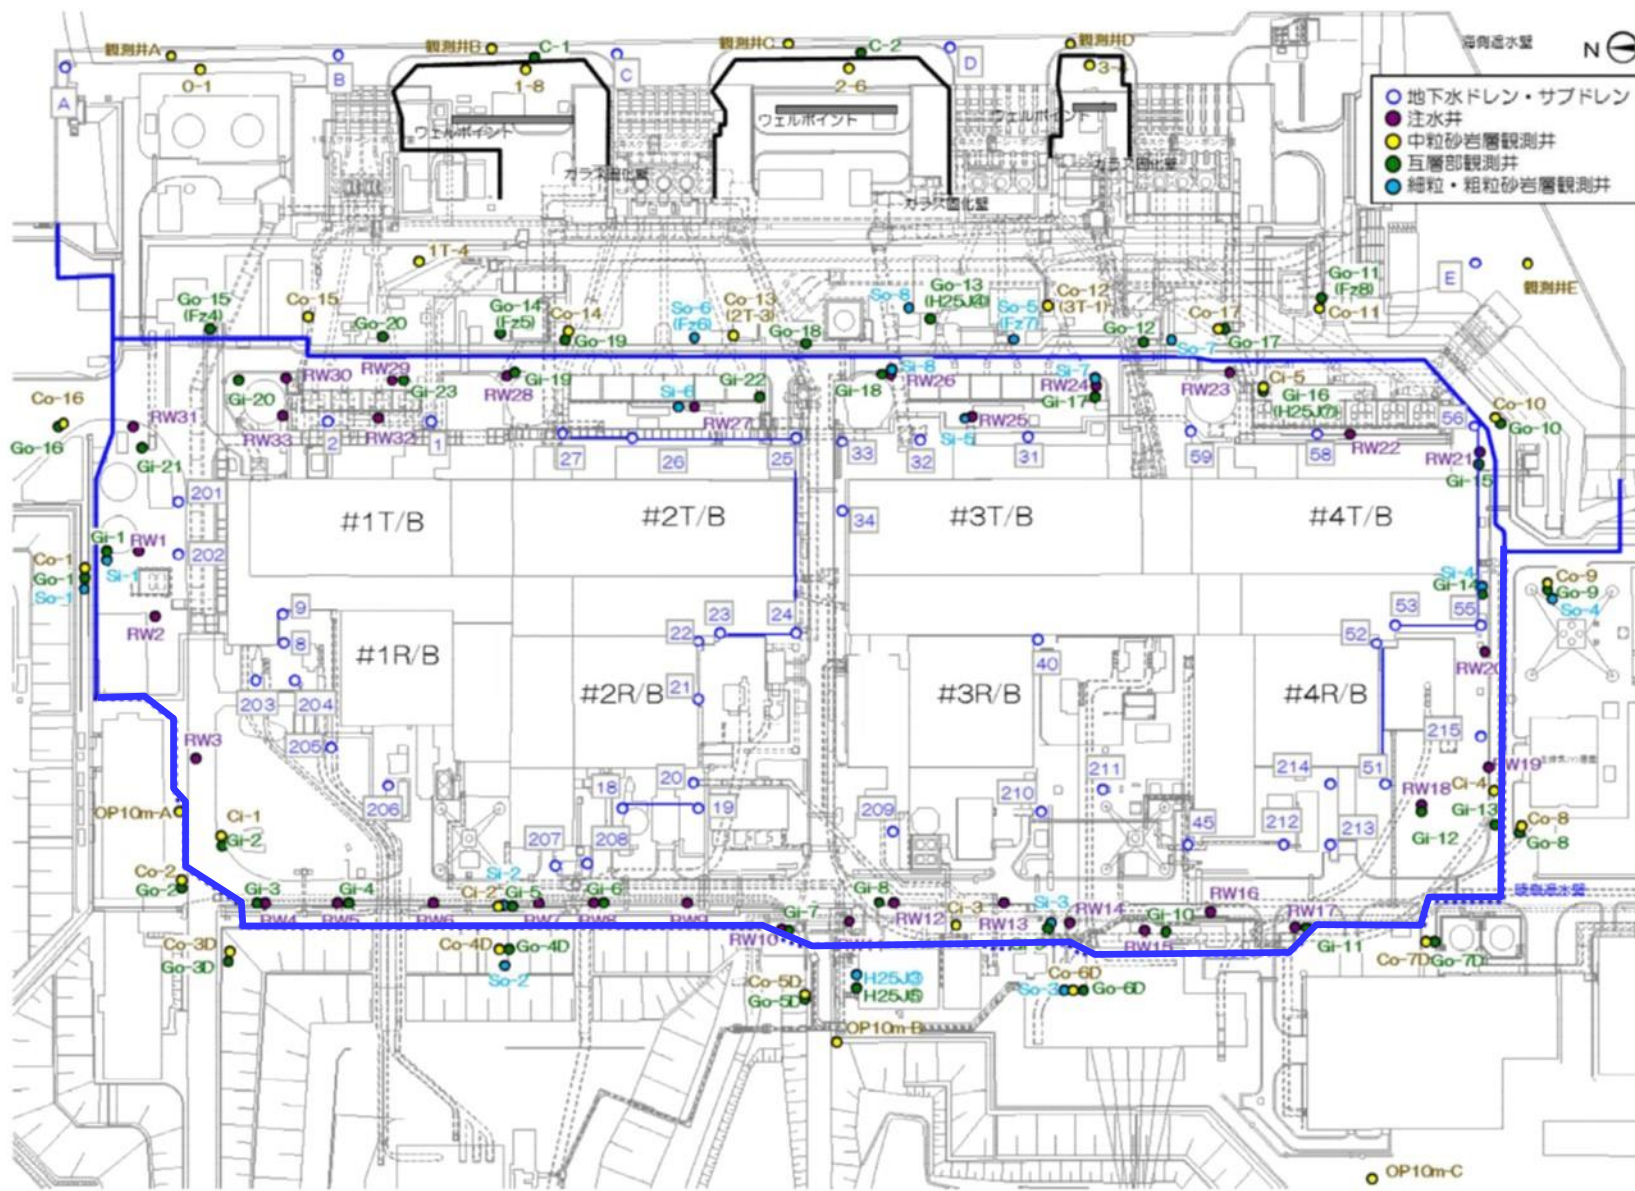 海側遮水壁
N
観測井A
観測井B
C-1
観測井C
C-2
観測井D
地下水ドレン・サブドレン
注水井
中粒砂岩層観測井
互層部観測井
細粒・粗粒砂岩層観測井
A
0-1
B
1-8
C
2-6
D
ウェルポイント
ウェルポイント
ウェルポイント
ガラス固化壁
ガラス固化壁
ガラス固化壁
1T-4
E
観測井E
Go-15
(Fz4)
Co-15
Go-20
Go-14
(Fz5)
Co-14
Go-19
So-6
(Fz6)
Co-13
(2T-3)
Go-18
So-8
Go-13
So-5
(Fz7)
Co-12
(3T-1)
Go-12
So-7
Co-17
Go-17
Go-11
(Fz8)
Co-11
Co-16
Go-16
RW31
Gi-21
Gi-20
RW30
RW33
RW29
Gi-23
RW32
RW28
Gi-19
Si-6
RW27
Gi-22
Gi-18
Si-8
RW26
Si-5
RW25
Si-7
RW24
Gi-17
RW23
Ci-5
Gi-16
RW22
56
Co-10
Go-10
RW21
Gi-15
2
1
27
26
25
33
32
31
59
58
201
202
34
#1T/B
#2T/B
#3T/B
#4T/B
Gi-1
RW1
Si-1
Co-1
Go-1
So-1
RW2
Si-4
Gi-14
Co-9
Go-9
So-4
9
8
22
23
24
40
52
53
55
#1R/B
#2R/B
#3R/B
#4R/B
RW20
203
204
205
206
21
RW3
215
RW19
OP10m-A
Ci-1
Gi-2
18
20
19
207
208
209
210
211
214
51
45
212
213
RW18
Gi-12
Ci-4
Gi-13
Co-8
Go-8
Co-2
Go-2
Gi-3
RW4
Gi-4
RW5
RW6
Si-2
Ci-2
Gi-5
RW7
Gi-6
RW8
RW9
Gi-7
RW10
Gi-8
RW12
Ci-3
RW13
Si-3
RW14
Gi-10
RW15
RW16
RW17
Gi-11
陸側遮水壁
Co-3D
Go-3D
Co-4D
Go-4D
So-2
Co-5D
Go-5D
H25J③
H25J⑤
Co-6D
So-3
Go-6D
Co-7D
Go-7D
OP10m-B
OP10m-C